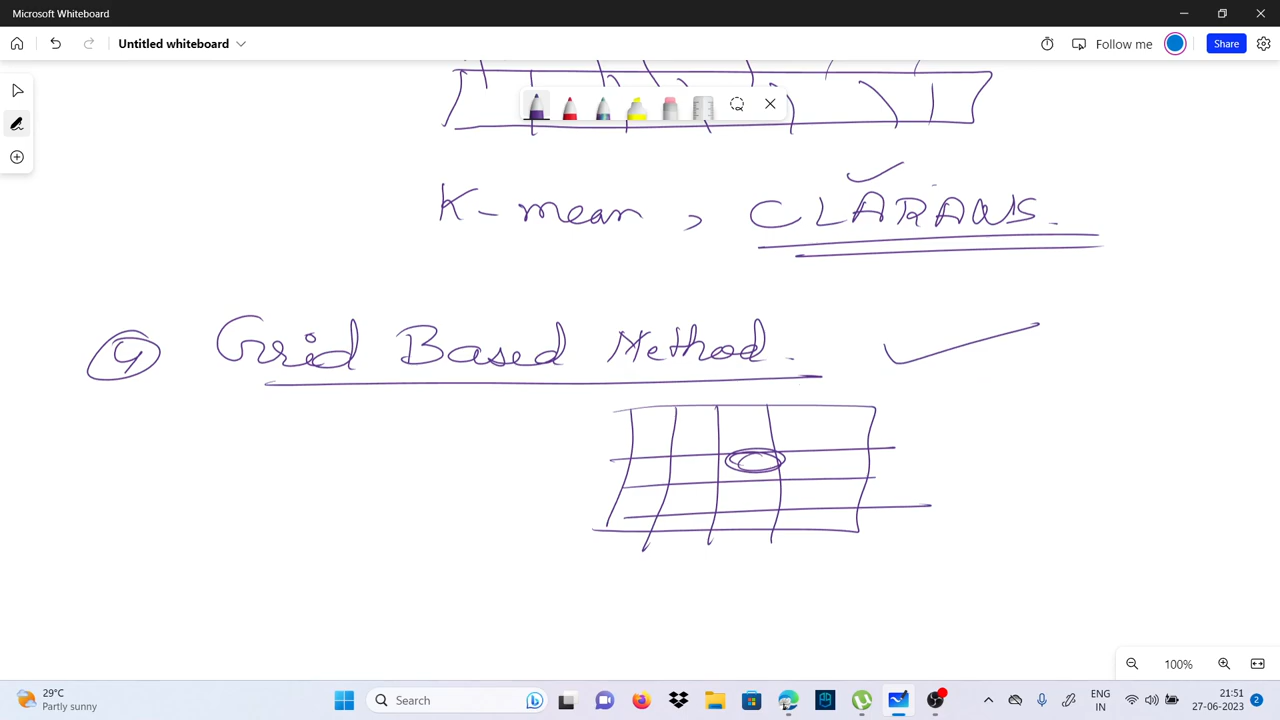 Microsoft Whiteboard
Untitled whiteboard
Follow me
Share
K-mean, CLARANS.
④ Grid Based Method.
100%
29°C
Partly sunny
Search
ENG
IN
21:51
27-06-2023
2